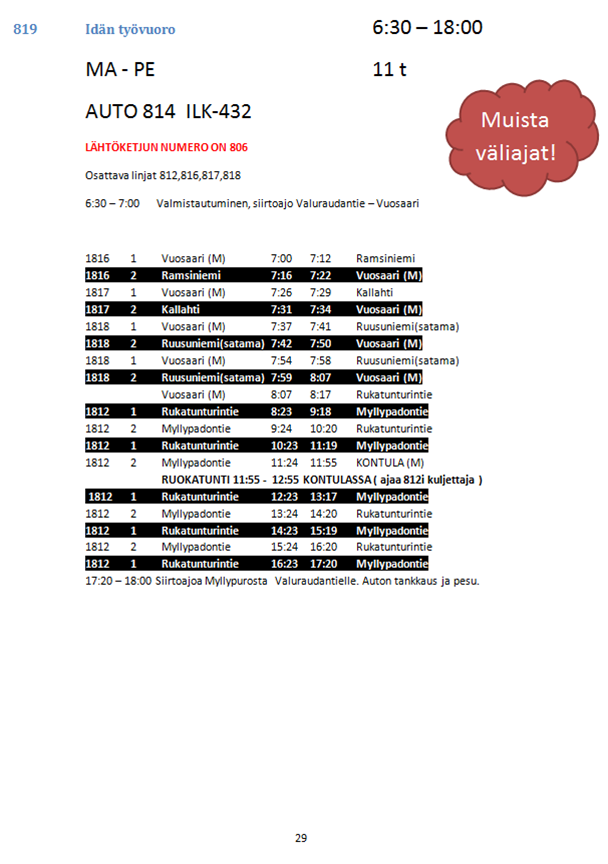 819 Idän työvuoro 6:30 – 18:00
MA - PE 11 t
AUTO 814 ILK-432
Muista
väliajat!
LÄHTÖKETJUN NUMERO ON 806
Osattava linjat 812,816,817,818
6:30 – 7:00 Valmistautuminen, siirtoajo Valuraudantie – Vuosaari
1816 1 Vuosaari (M) 7:00 7:12 Ramsiniemi
1816 2 Ramsiniemi 7:16 7:22 Vuosaari (M)
1817 1 Vuosaari (M) 7:26 7:29 Kallahti
1817 2 Kallahti 7:31 7:34 Vuosaari (M)
1818 1 Vuosaari (M) 7:37 7:41 Ruusuniemi(satama)
1818 2 Ruusuniemi(satama) 7:42 7:50 Vuosaari (M)
1818 1 Vuosaari (M) 7:54 7:58 Ruusuniemi(satama)
1818 2 Ruusuniemi(satama) 7:59 8:07 Vuosaari (M)
Vuosaari (M) 8:07 8:17 Rukatunturintie
1812 1 Rukatunturintie 8:23 9:18 Myllypadontie
1812 2 Myllypadontie 9:24 10:20 Rukatunturintie
1812 1 Rukatunturintie 10:23 11:19 Myllypadontie
1812 2 Myllypadontie 11:24 11:55 KONTULA (M)
RUOKATUNTI 11:55 - 12:55 KONTULASSA ( ajaa 812i kuljettaja )
1812 1 Rukatunturintie 12:23 13:17 Myllypadontie
1812 2 Myllypadontie 13:24 14:20 Rukatunturintie
1812 1 Rukatunturintie 14:23 15:19 Myllypadontie
1812 2 Myllypadontie 15:24 16:20 Rukatunturintie
1812 1 Rukatunturintie 16:23 17:20 Myllypadontie
17:20 – 18:00 Siirtoajoa Myllypurosta Valuraudantielle. Auton tankkaus ja pesu.
29